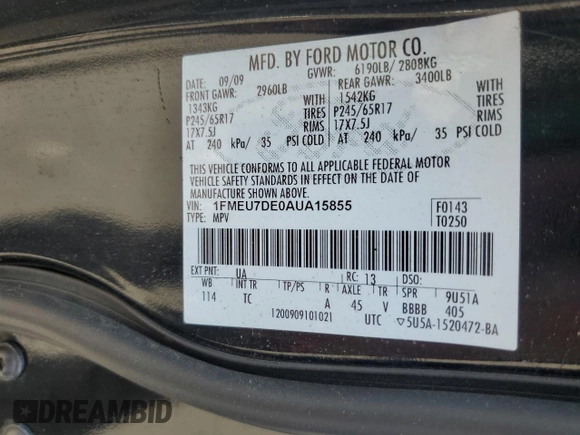 MFD. BY FORD MOTOR CO.
DATE: 09/09 GVWR: 6190LB/ 2808KG
FRONT GAWR: 2960LB REAR GAWR: 3400LB
1343KG WITH 1542KG WITH
P245/65R17 TIRES P245/65R17 TIRES
17X7.5J RIMS 17X7.5J RIMS
AT 240 kPa/ 35 PSI COLD AT 240 kPa/ 35 PSI COLD
THIS VEHICLE CONFORMS TO ALL APPLICABLE FEDERAL MOTOR
VEHICLE SAFETY STANDARDS IN EFFECT ON THE DATE OF
MANUFACTURE SHOWN ABOVE.
VIN: 1FMEU7DE0AUA15855 F0143
TYPE: MPV T0250
EXT PNT: UA RC: 13 DSO:
WB INT TR TP/PS R AXLE TR SPR 9U51A
114 TC A 45 V BBBB 405
1200909101021 UTC ▽5U5A-1520472-BA
DREAMBID